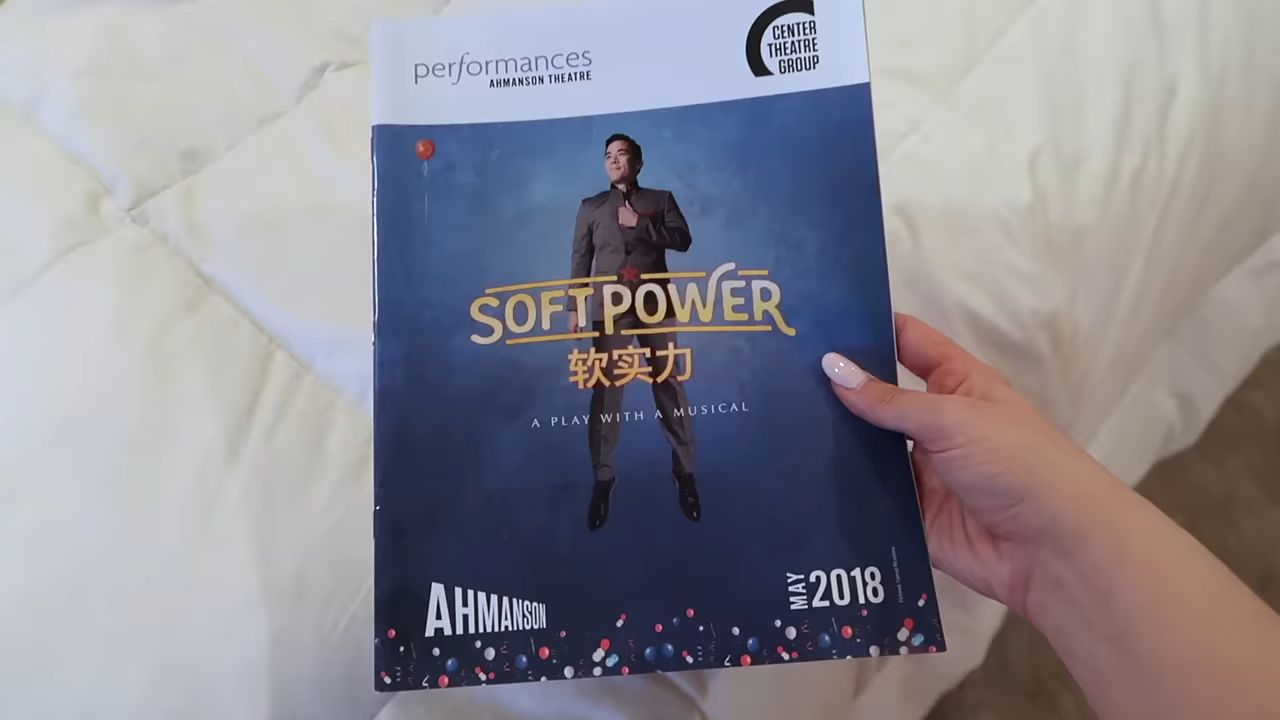 performances
AHMANSON THEATRE
CENTER
THEATRE
GROUP
SOFT POWER
软实力
A PLAY WITH A MUSICAL
AHMANSON
MAY 2018